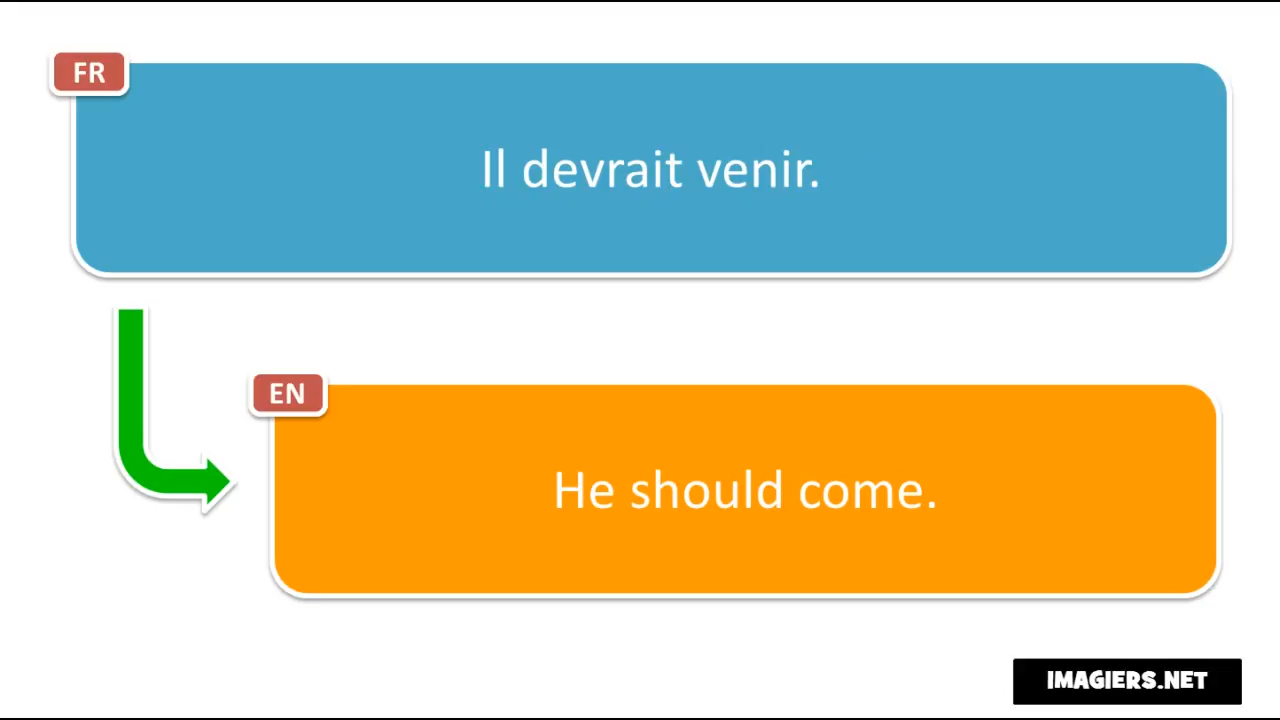 FR
Il devrait venir.
EN
He should come.
IMAGIERS.NET